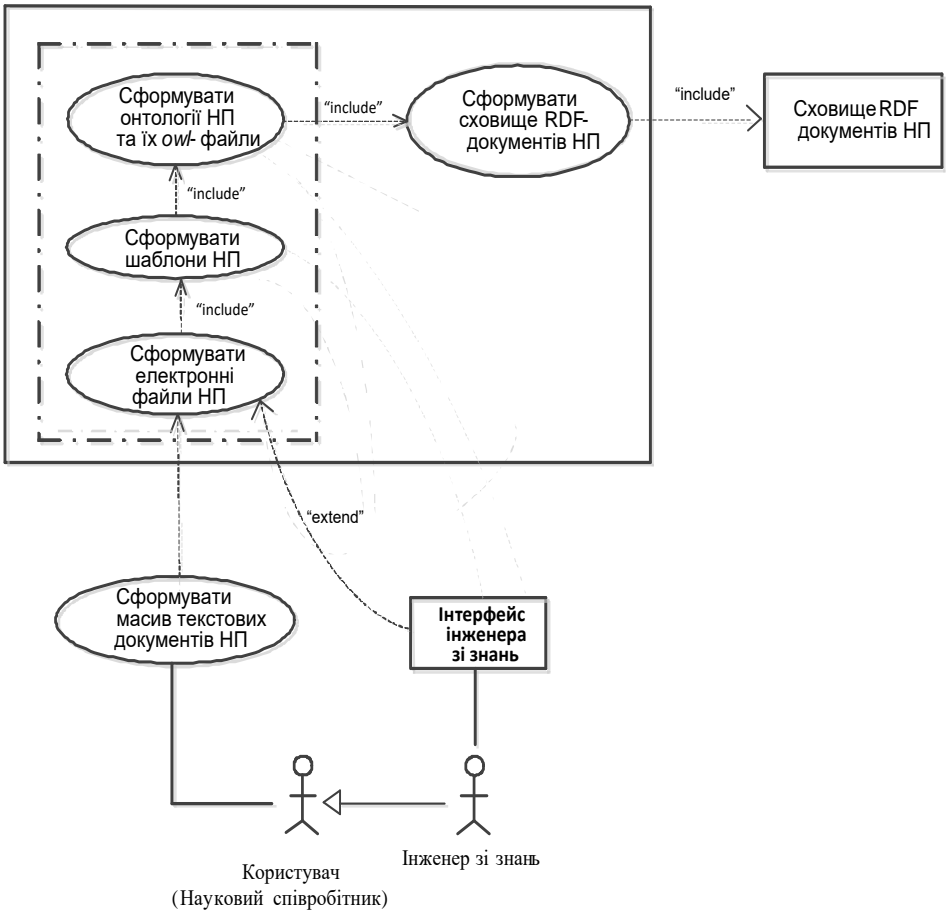 Сформувати
онтології НП
та їх owl- файли
“include”
Сформувати
сховище RDF-
документів НП
“include”
Сховище RDF
документів НП
“include”
Сформувати
шаблони НП
“include”
Сформувати
електронні
файли НП
“extend”
Сформувати
масив текстових
документів НП
Інтерфейс
інженера
зі знань
Користувач
(Науковий співробітник)
Інженер зі знань